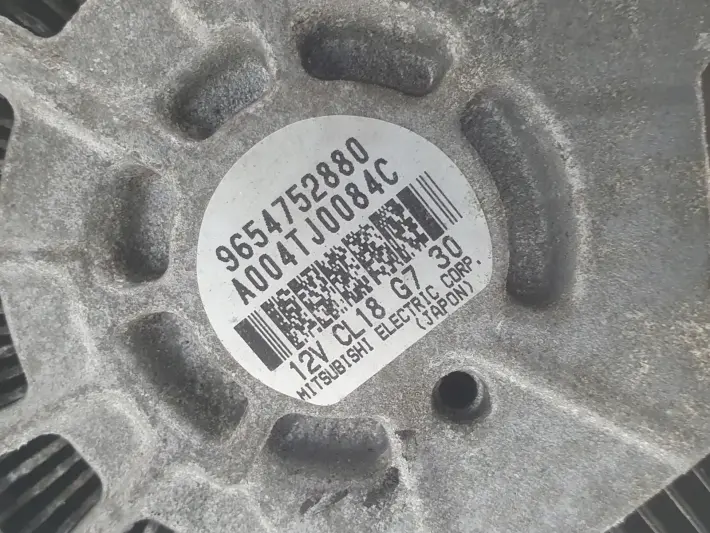 9654752880
A004TJ0084C
12V CL18 G7 30
MITSUBISHI ELECTRIC CORP.
(JAPON)